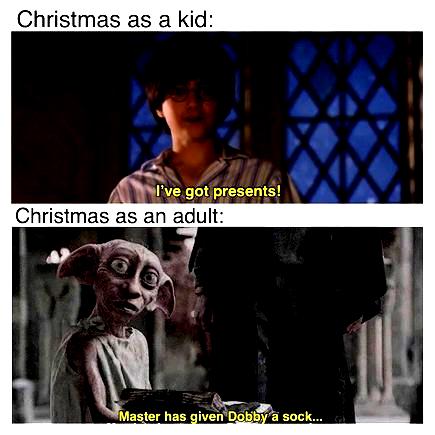 Christmas as a kid:
I've got presents!
Christmas as an adult:
Master has given Dobby a sock...